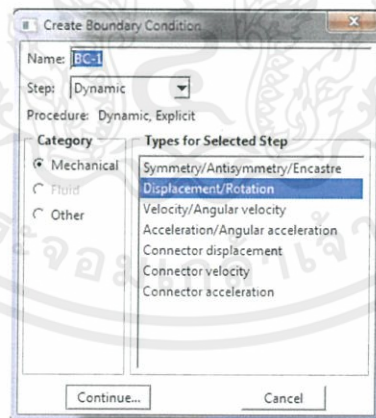 Create Boundary Condition
Name: BC-1
Step: Dynamic
Procedure: Dynamic, Explicit
Category
Mechanical
Fluid
Other
Types for Selected Step
Symmetry/Antisymmetry/Encastre
Displacement/Rotation
Velocity/Angular velocity
Acceleration/Angular acceleration
Connector displacement
Connector velocity
Connector acceleration
Continue...
Cancel